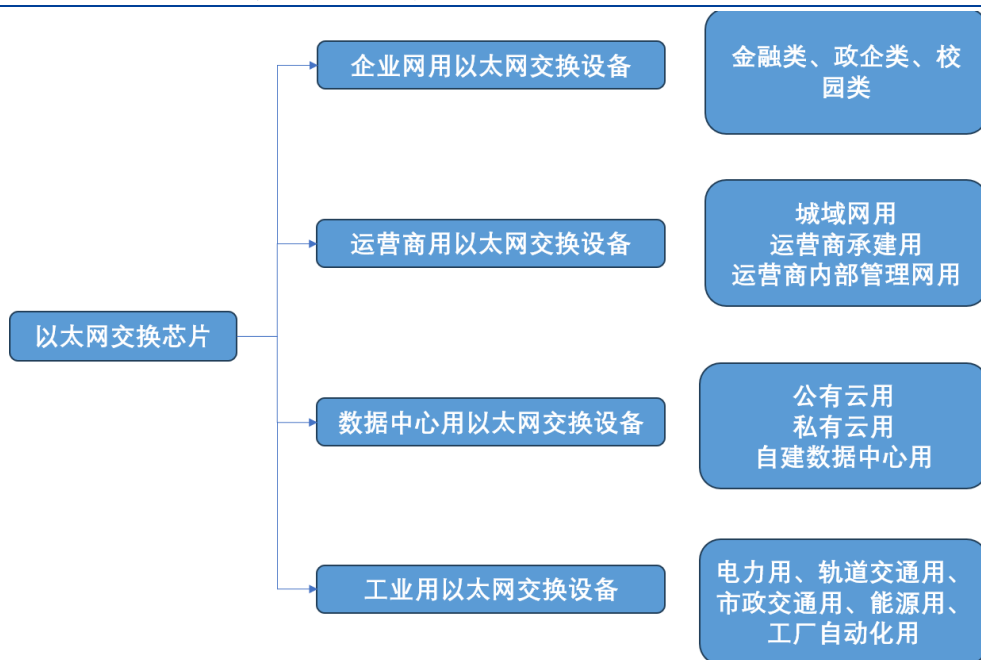 企业网用以太网交换设备
金融类、政企类、校
园类
运营商用以太网交换设备
城域网用
运营商承建用
运营商内部管理网用
以太网交换芯片
数据中心用以太网交换设备
公有云用
私有云用
自建数据中心用
工业用以太网交换设备
电力用、轨道交通用、
市政交通用、能源用、
工厂自动化用